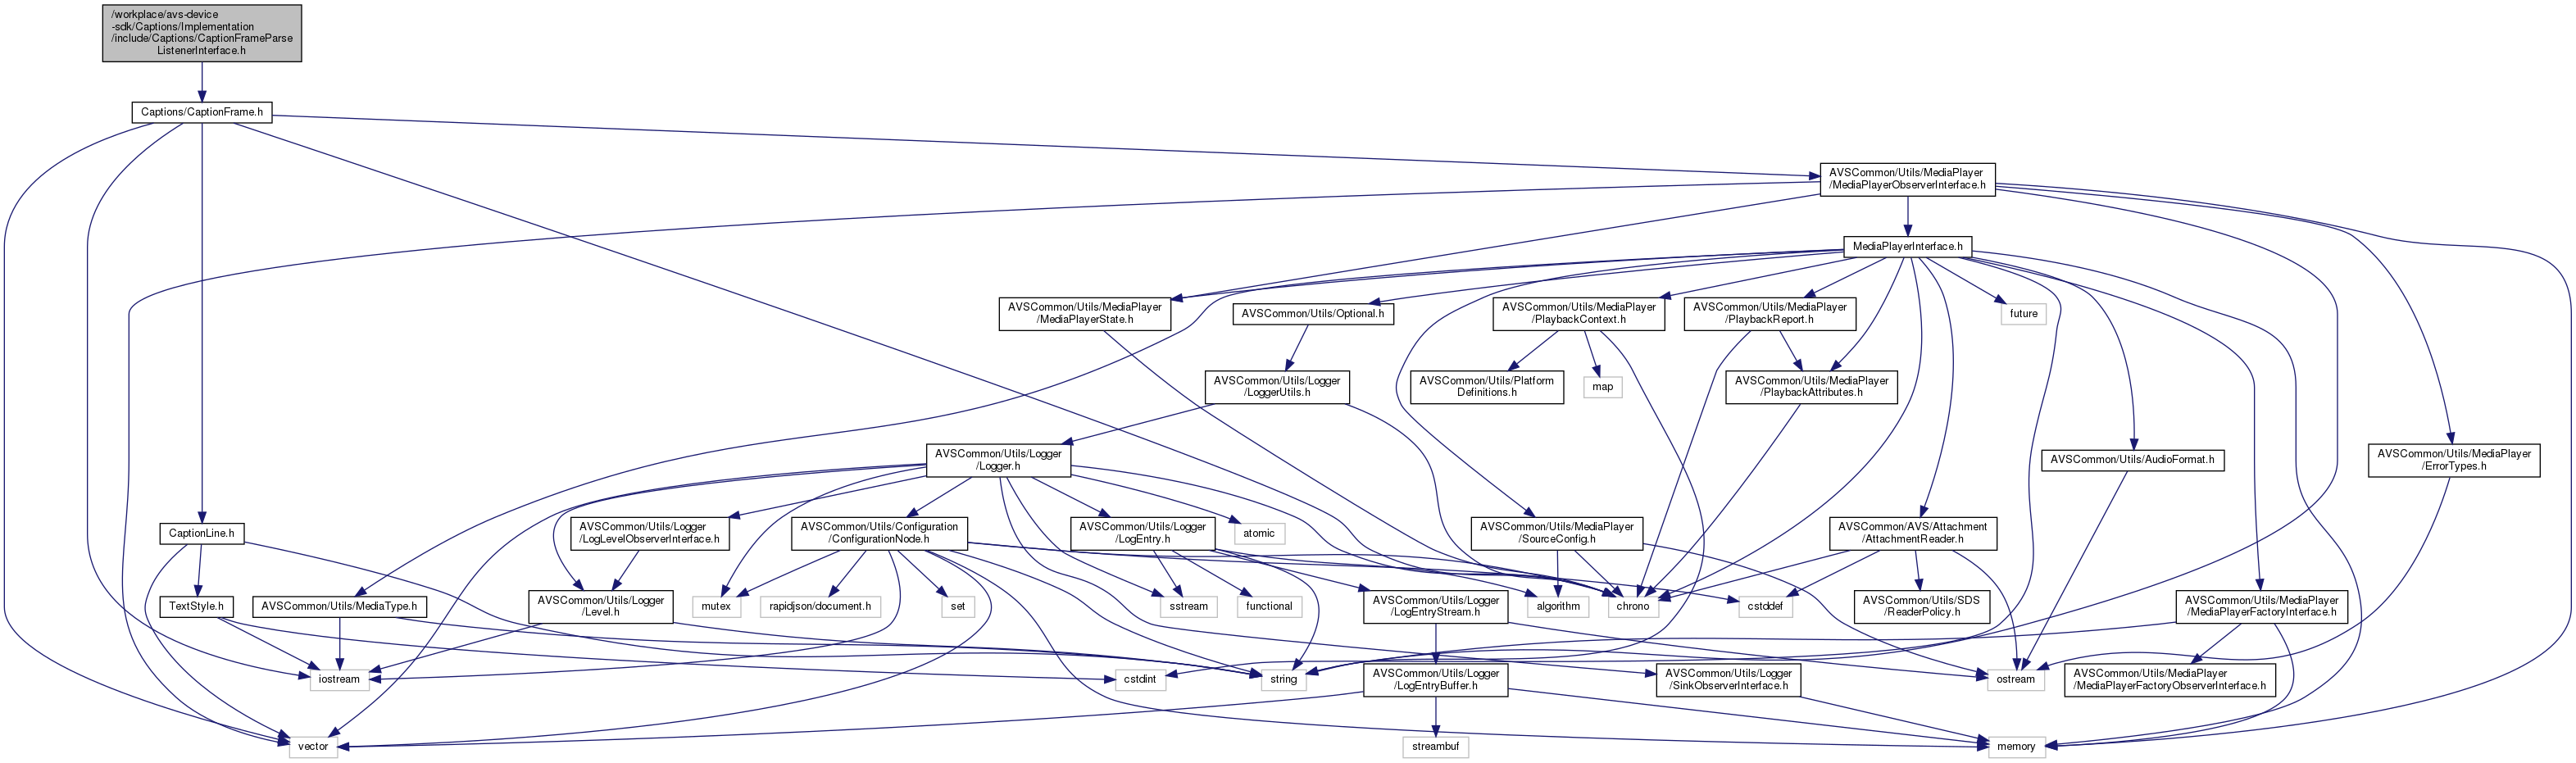 /workplace/avs-device
-sdk/Captions/Implementation
/include/Captions/CaptionFrameParse
ListenerInterface.h
Captions/CaptionFrame.h
AVSCommon/Utils/MediaPlayer
/MediaPlayerObserverInterface.h
MediaPlayerInterface.h
AVSCommon/Utils/MediaPlayer
/MediaPlayerState.h
AVSCommon/Utils/Optional.h
AVSCommon/Utils/MediaPlayer
/PlaybackContext.h
AVSCommon/Utils/MediaPlayer
/PlaybackReport.h
future
AVSCommon/Utils/Logger
/LoggerUtils.h
AVSCommon/Utils/Platform
Definitions.h
map
AVSCommon/Utils/MediaPlayer
/PlaybackAttributes.h
AVSCommon/Utils/Logger
/Logger.h
AVSCommon/Utils/AudioFormat.h
AVSCommon/Utils/MediaPlayer
/ErrorTypes.h
CaptionLine.h
AVSCommon/Utils/Logger
/LogLevelObserverInterface.h
AVSCommon/Utils/Configuration
/ConfigurationNode.h
AVSCommon/Utils/Logger
/LogEntry.h
atomic
AVSCommon/Utils/MediaPlayer
/SourceConfig.h
AVSCommon/AVS/Attachment
/AttachmentReader.h
TextStyle.h
AVSCommon/Utils/MediaType.h
AVSCommon/Utils/Logger
/Level.h
mutex
rapidjson/document.h
set
sstream
functional
AVSCommon/Utils/Logger
/LogEntryStream.h
algorithm
chrono
cstddef
AVSCommon/Utils/SDS
/ReaderPolicy.h
AVSCommon/Utils/MediaPlayer
/MediaPlayerFactoryInterface.h
iostream
cstdint
string
AVSCommon/Utils/Logger
/LogEntryBuffer.h
AVSCommon/Utils/Logger
/SinkObserverInterface.h
ostream
AVSCommon/Utils/MediaPlayer
/MediaPlayerFactoryObserverInterface.h
vector
streambuf
memory